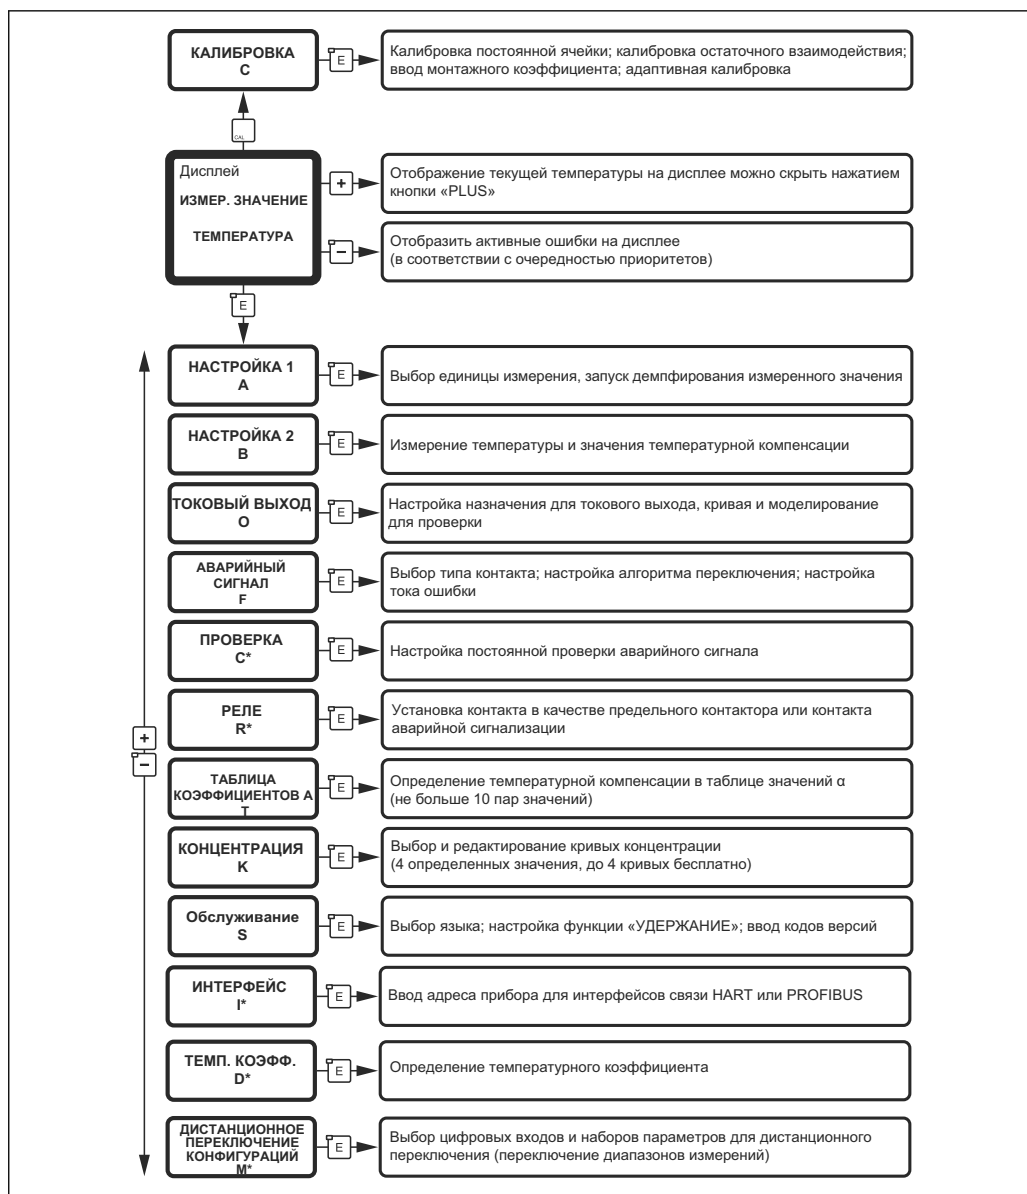 КАЛИБРОВКА
C
E
Калибровка постоянной ячейки; калибровка остаточного взаимодействия;
ввод монтажного коэффициента; адаптивная калибровка
CAL
Дисплей
ИЗМЕР. ЗНАЧЕНИЕ
ТЕМПЕРАТУРА
+
Отображение текущей температуры на дисплее можно скрыть нажатием
кнопки «PLUS»
−
Отобразить активные ошибки на дисплее
(в соответствии с очередностью приоритетов)
E
НАСТРОЙКА 1
A
E
Выбор единицы измерения, запуск демпфирования измеренного значения
НАСТРОЙКА 2
B
E
Измерение температуры и значения температурной компенсации
ТОКОВЫЙ ВЫХОД
O
E
Настройка назначения для токового выхода, кривая и моделирование
для проверки
АВАРИЙНЫЙ
СИГНАЛ
F
E
Выбор типа контакта; настройка алгоритма переключения; настройка
тока ошибки
ПРОВЕРКА
C*
E
Настройка постоянной проверки аварийного сигнала
РЕЛЕ
R*
E
Установка контакта в качестве предельного контактора или контакта
аварийной сигнализации
+
−
ТАБЛИЦА
КОЭФФИЦИЕНТОВ А
T
E
Определение температурной компенсации в таблице значений α
(не больше 10 пар значений)
КОНЦЕНТРАЦИЯ
K
E
Выбор и редактирование кривых концентрации
(4 определенных значения, до 4 кривых бесплатно)
Обслуживание
S
E
Выбор языка; настройка функции «УДЕРЖАНИЕ»; ввод кодов версий
ИНТЕРФЕЙС
I*
E
Ввод адреса прибора для интерфейсов связи HART или PROFIBUS
ТЕМП. КОЭФФ.
D*
E
Определение температурного коэффициента
ДИСТАНЦИОННОЕ
ПЕРЕКЛЮЧЕНИЕ
КОНФИГУРАЦИЙ
M*
E
Выбор цифровых входов и наборов параметров для дистанционного
переключения (переключение диапазонов измерений)